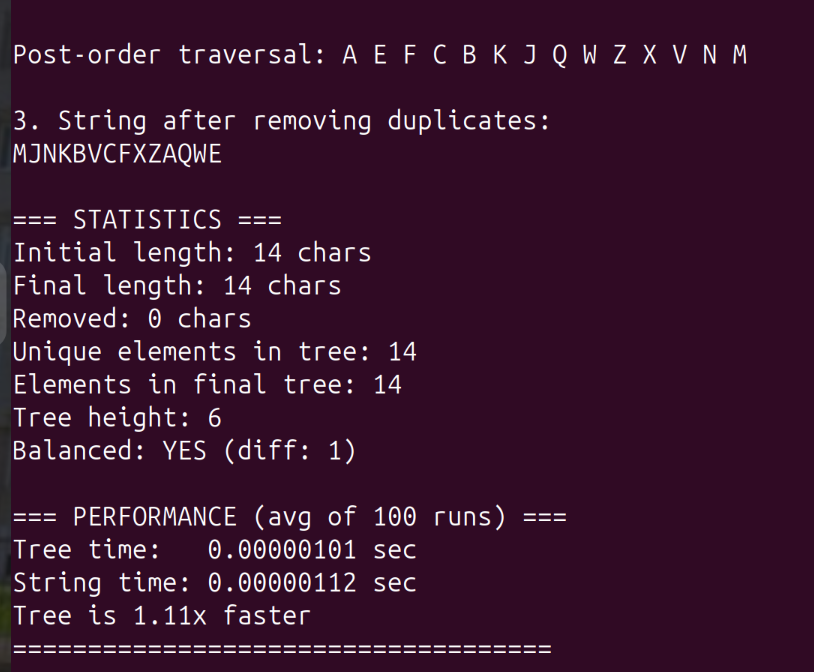 Post-order traversal: A E F C B K J Q W Z X V N M
3. String after removing duplicates:
MJNKBVCFXZAQWE
=== STATISTICS ===
Initial length: 14 chars
Final length: 14 chars
Removed: 0 chars
Unique elements in tree: 14
Elements in final tree: 14
Tree height: 6
Balanced: YES (diff: 1)
=== PERFORMANCE (avg of 100 runs) ===
Tree time:   0.00000101 sec
String time: 0.00000112 sec
Tree is 1.11x faster
====================================